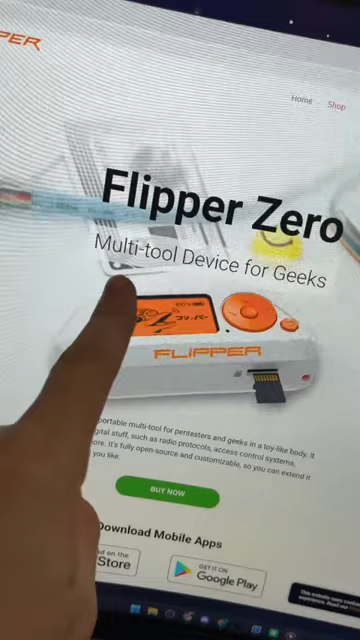 PER
Home Shop
Flipper Zero
Multi-tool Device for Geeks
FLIPPER
portable multi-tool for pentesters and geeks in a toy-like body. It
gital stuff, such as radio protocols, access control systems,
ore. It's fully open-source and customizable, so you can extend it
you like.
BUY NOW
Download Mobile Apps
Store
GET IT ON
Google Play
This website uses